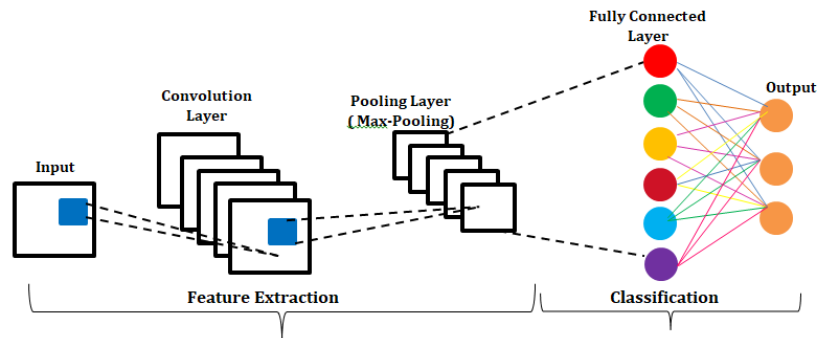 Fully Connected
Layer
Output
Convolution
Layer
Pooling Layer
( Max-Pooling)
Input
Feature Extraction
Classification